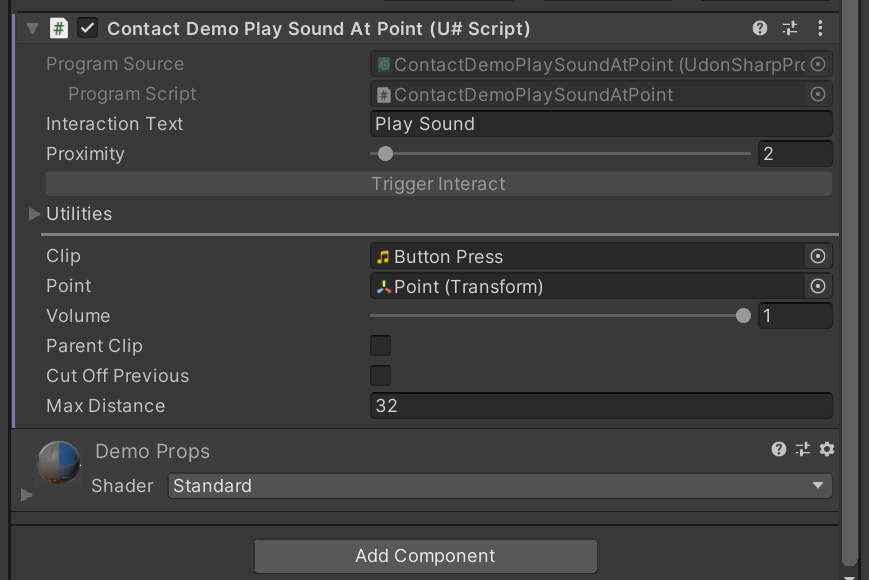 Contact Demo Play Sound At Point (U# Script)
Program Source ContactDemoPlaySoundAtPoint (UdonSharpPro
Program Script ContactDemoPlaySoundAtPoint
Interaction Text Play Sound
Proximity 2
Trigger Interact
Utilities
Clip Button Press
Point Point (Transform)
Volume 1
Parent Clip
Cut Off Previous
Max Distance 32
Demo Props
Shader Standard
Add Component